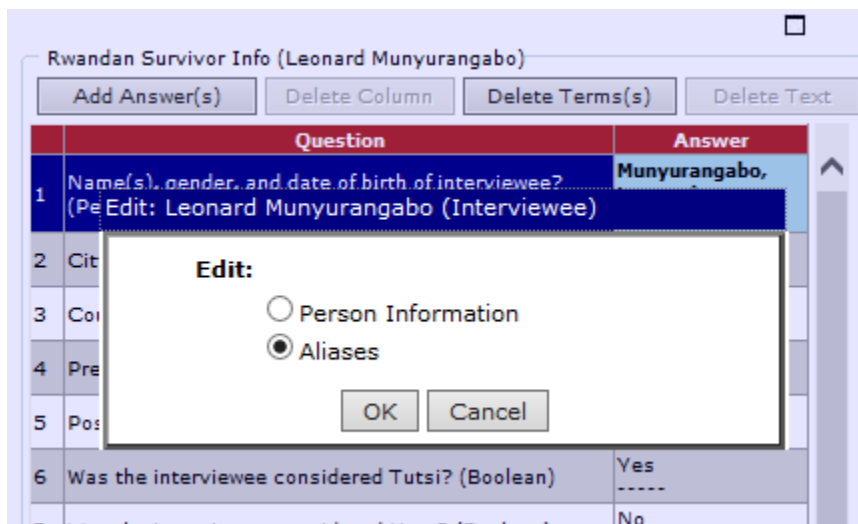 Rwandan Survivor Info (Leonard Munyurangabo)
Add Answer(s) Delete Column Delete Terms(s) Delete Text
Question Answer
1 Name(s), gender, and date of birth of interviewee? Munyurangabo,
Edit: Leonard Munyurangabo (Interviewee)
2
3
4
5
Edit:
Person Information
Aliases
OK Cancel
6 Was the interviewee considered Tutsi? (Boolean) Yes
-----
No